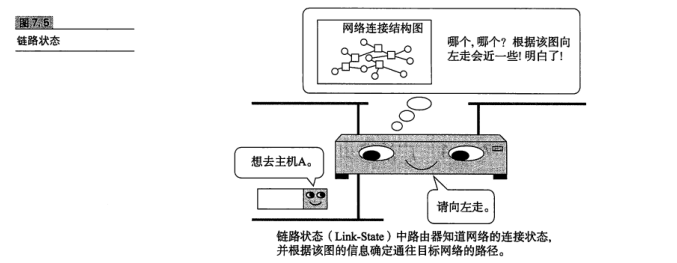 图7.5
链路状态
网络连接结构图
哪个,哪个？根据该图向
左走会近一些！明白了！
想去主机A。
请向左走。
链路状态（Link-State）中路由器知道网络的连接状态，
并根据该图的信息确定通往目标网络的路径。